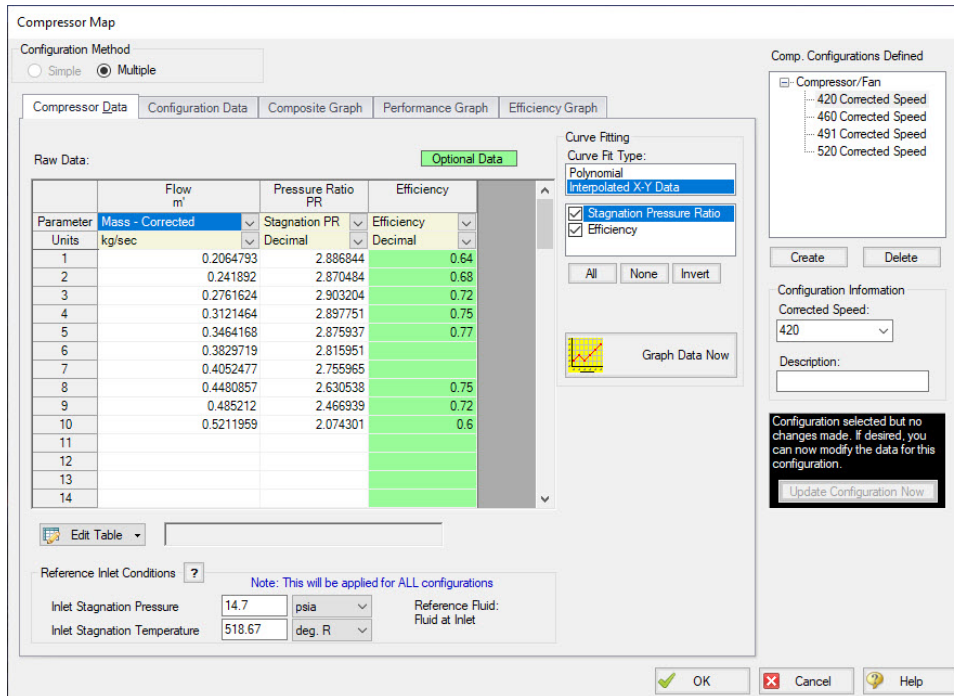 Compressor Map
Configuration Method
Simple Multiple
Compressor Data Configuration Data Composite Graph Performance Graph Efficiency Graph
Raw Data: Optional Data
Flow Pressure Ratio Efficiency
m' PR
Parameter Mass - Corrected Stagnation PR Efficiency
Units kg/sec Decimal Decimal
1 0.2064793 2.886844 0.64
2 0.241892 2.870484 0.68
3 0.2761624 2.903204 0.72
4 0.3121464 2.897751 0.75
5 0.3464168 2.875937 0.77
6 0.3829719 2.815951
7 0.4052477 2.755965
8 0.4480857 2.630538 0.75
9 0.485212 2.466939 0.72
10 0.5211959 2.074301 0.6
11
12
13
14
Edit Table
Reference Inlet Conditions ?
Note: This will be applied for ALL configurations
Inlet Stagnation Pressure 14.7 psia
Inlet Stagnation Temperature 518.67 deg. R
Reference Fluid:
Fluid at Inlet
Curve Fitting
Curve Fit Type:
Polynomial
Interpolated X-Y Data
Stagnation Pressure Ratio
Efficiency
All None Invert
Graph Data Now
Comp. Configurations Defined
Compressor/Fan
420 Corrected Speed
460 Corrected Speed
491 Corrected Speed
520 Corrected Speed
Create Delete
Configuration Information
Corrected Speed:
420
Description:
Configuration selected but no
changes made. If desired, you
can now modify the data for this
configuration.
Update Configuration Now
OK Cancel Help